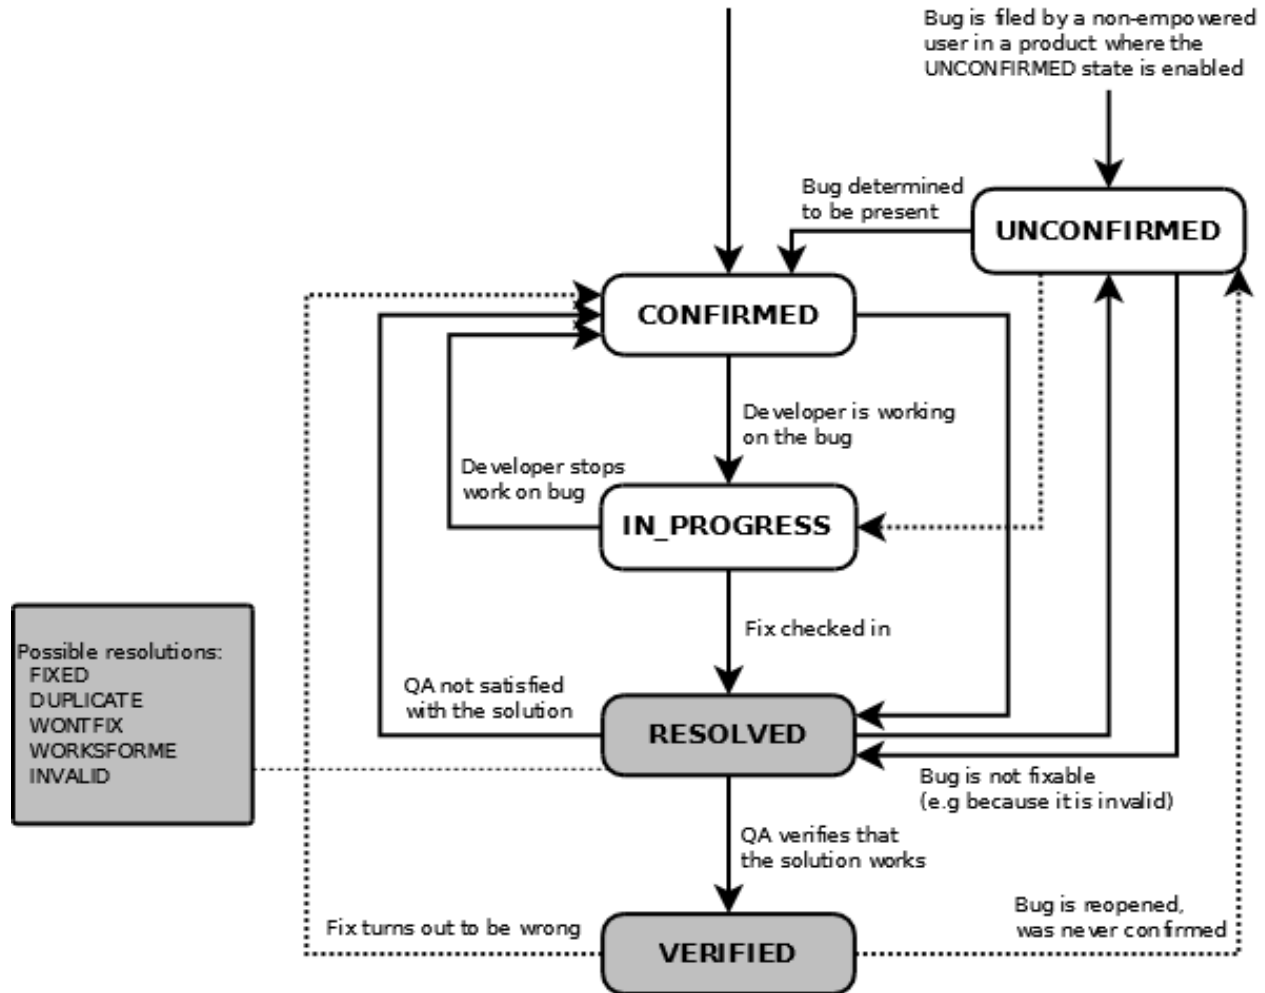 Bug is filed by a non-empowered
user in a product where the
UNCONFIRMED state is enabled
Bug determined
to be present
UNCONFIRMED
CONFIRMED
Developer is working
on the bug
Developer stops
work on bug
IN_PROGRESS
Fix checked in
Possible resolutions:
FIXED
DUPLICATE
WONTFIX
WORKSFORME
INVALID
QA not satisfied
with the solution
RESOLVED
Bug is not fixable
(e.g because it is invalid)
QA verifies that
the solution works
Fix turns out to be wrong
VERIFIED
Bug is reopened,
was never confirmed